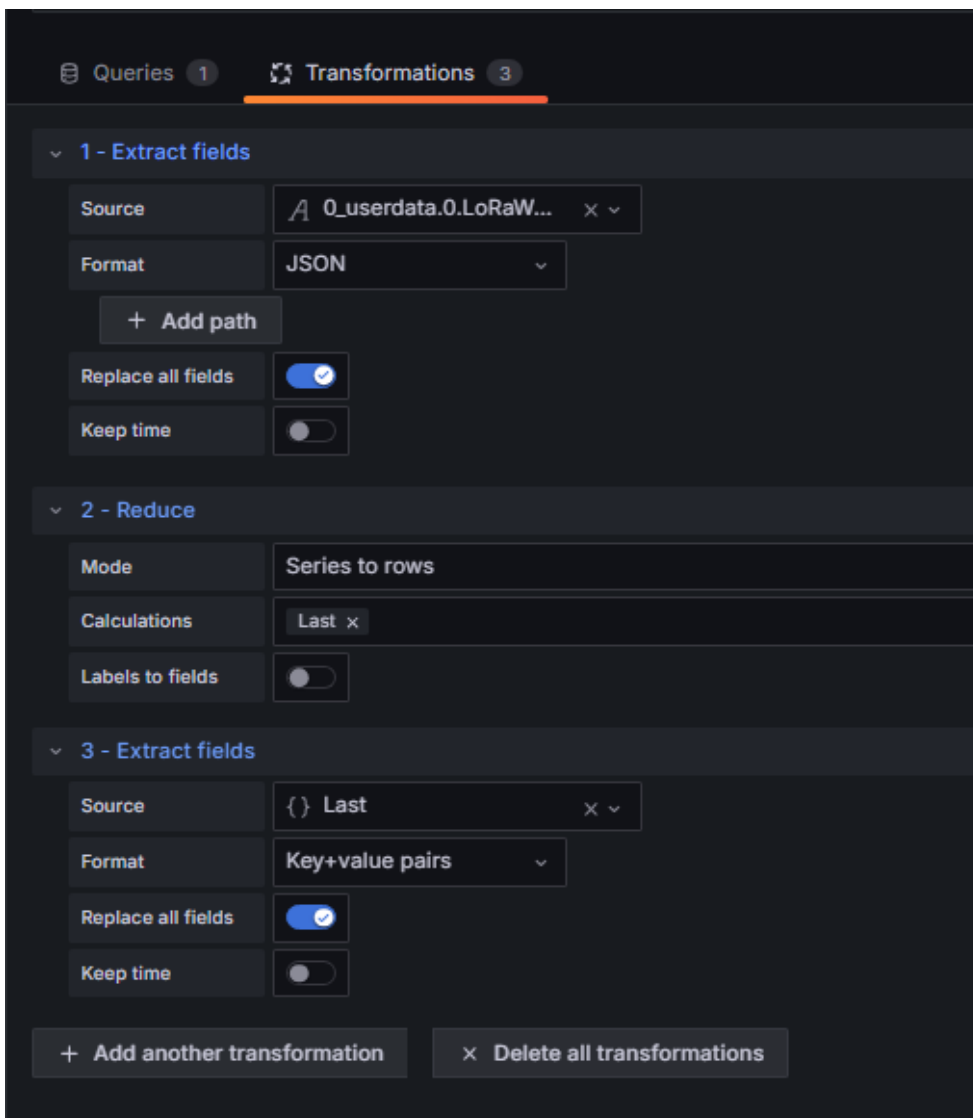 Queries 1 Transformations 3
1 - Extract fields
Source 0_userdata.0.LoRaW...
Format JSON
+ Add path
Replace all fields
Keep time
2 - Reduce
Mode Series to rows
Calculations Last ×
Labels to fields
3 - Extract fields
Source {} Last
Format Key+value pairs
Replace all fields
Keep time
+ Add another transformation × Delete all transformations